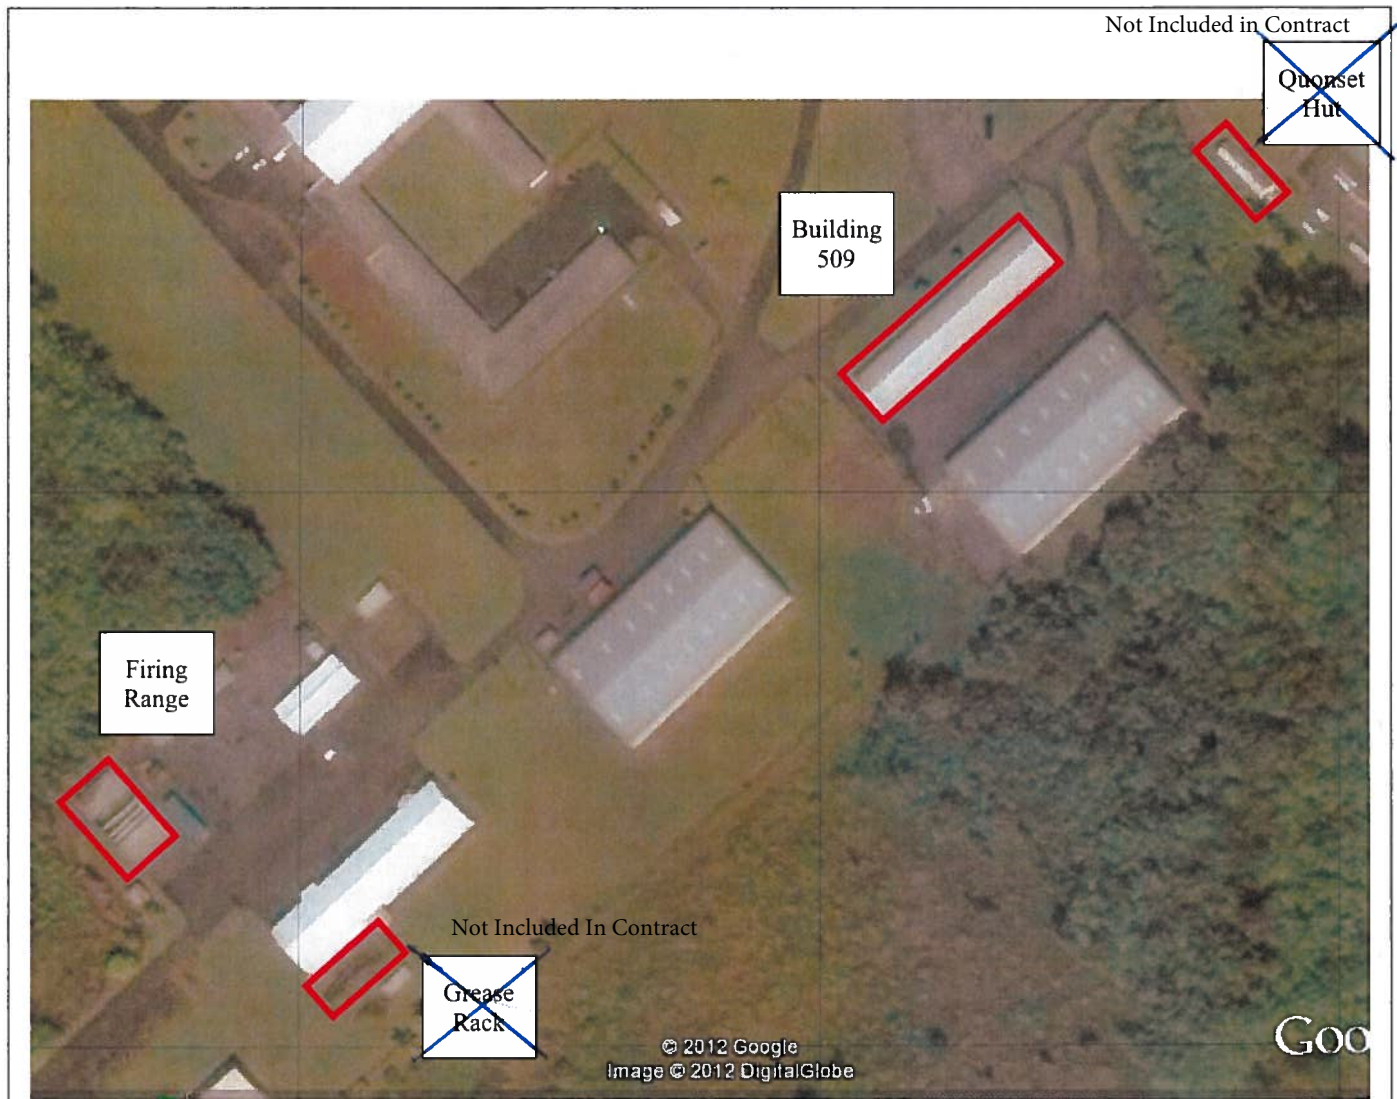 Not Included in Contract
Quonset
Hut
Building
509
Firing
Range
Not Included In Contract
Grease
Rack
© 2012 Google
Image © 2012 DigitalGlobe
Goo